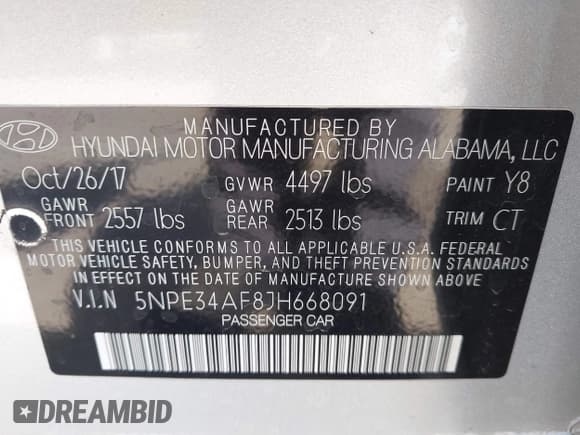 MANUFACTURED BY
HYUNDAI MOTOR MANUFACTURING ALABAMA, LLC
Oct/26/17 GVWR 4497 lbs PAINT Y8
GAWR FRONT 2557 lbs GAWR REAR 2513 lbs TRIM CT
THIS VEHICLE CONFORMS TO ALL APPLICABLE U.S.A. FEDERAL
MOTOR VEHICLE SAFETY, BUMPER, AND THEFT PREVENTION STANDARDS
IN EFFECT ON THE DATE OF MANUFACTURE SHOWN ABOVE.
V.I.N 5NPE34AF8JH668091
PASSENGER CAR
DREAMBID